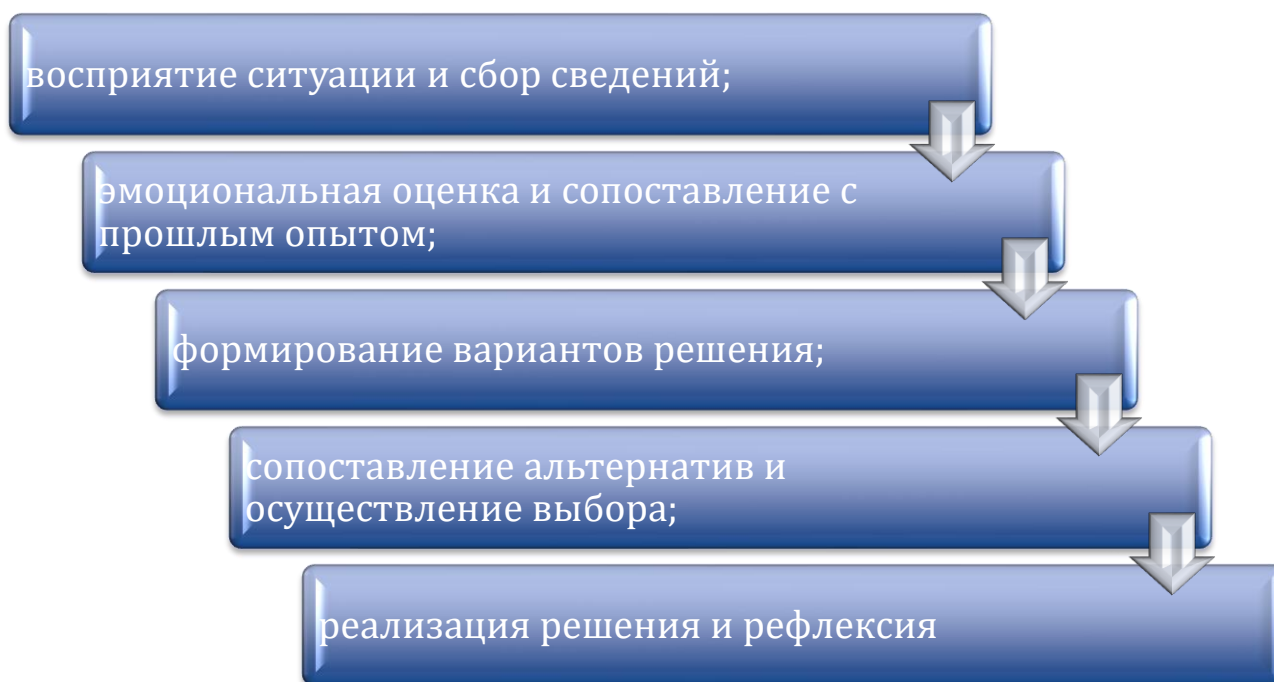 восприятие ситуации и сбор сведений;
эмоциональная оценка и сопоставление с
прошлым опытом;
формирование вариантов решения;
сопоставление альтернатив и
осуществление выбора;
реализация решения и рефлексия